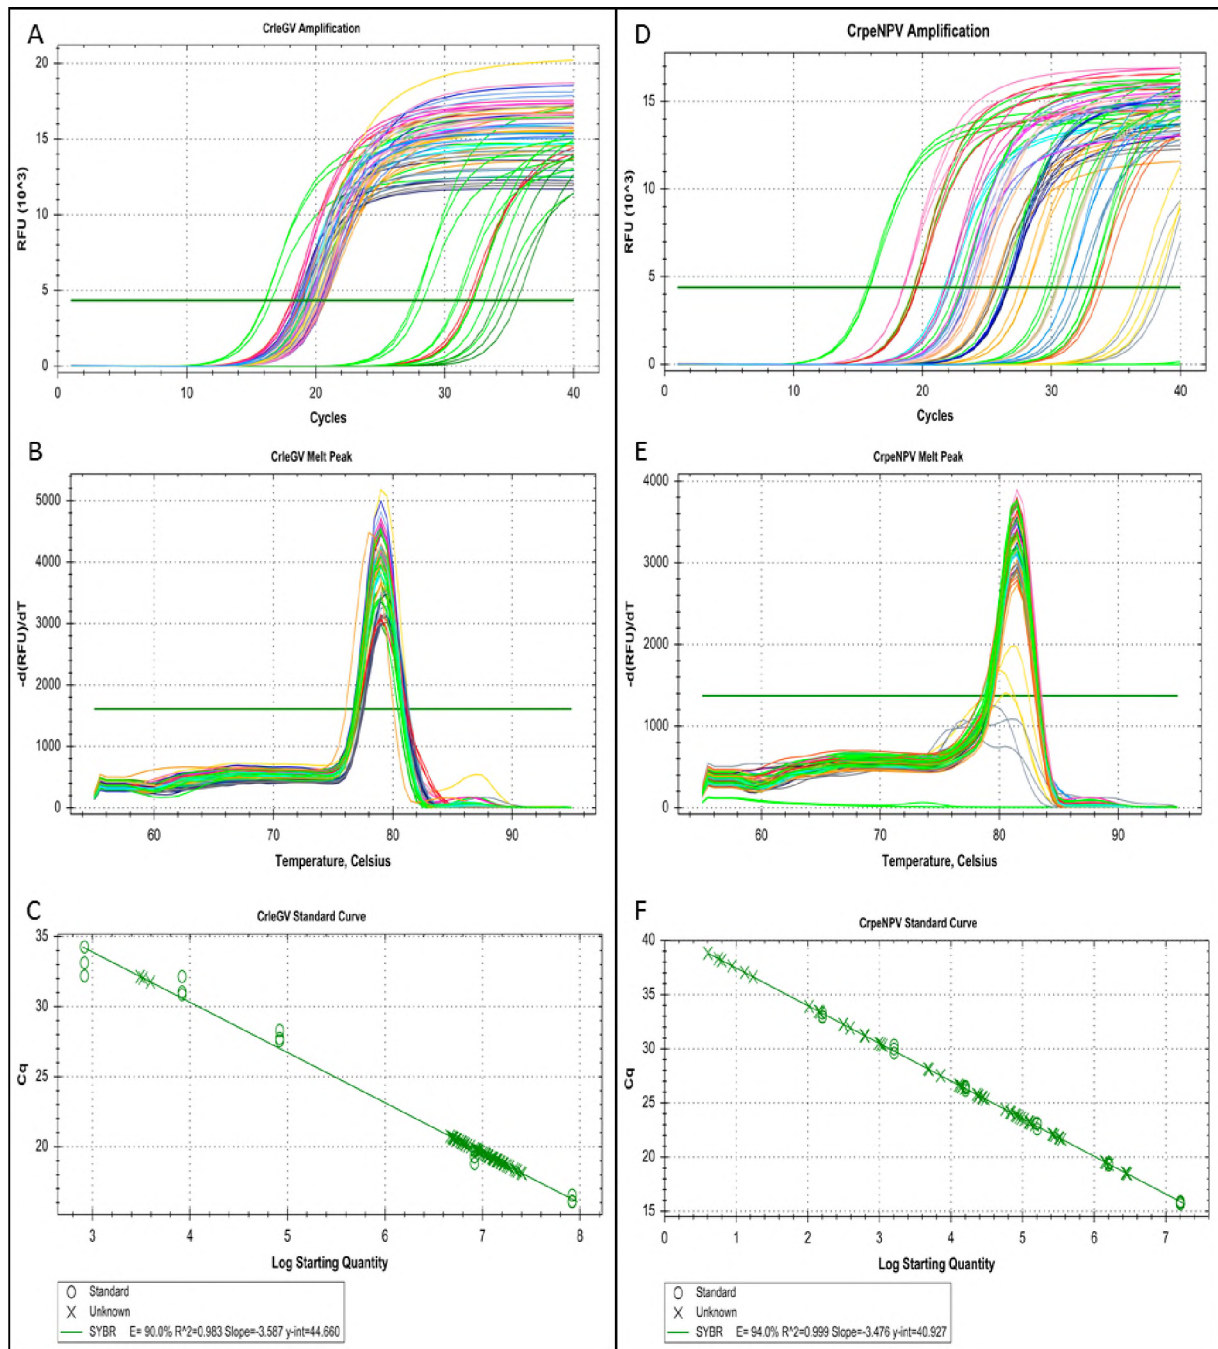 A
CrleGV Amplification
20
15
10
5
0
RFU (10^3)
0 10 20 30 40
Cycles
B
CrleGV Melt Peak
5000
4000
3000
2000
1000
0
-d(RFU)/dT
60 70 80 90
Temperature, Celsius
C
CrleGV Standard Curve
35
30
25
20
Cq
3 4 5 6 7 8
Log Starting Quantity
Standard
Unknown
SYBR E= 90.0% R^2=0.983 Slope=-3.587 y-int=44.660
D
CrpeNPV Amplification
15
10
5
0
RFU (10^3)
0 10 20 30 40
Cycles
E
CrpeNPV Melt Peak
4000
3000
2000
1000
0
-d(RFU)/dT
60 70 80 90
Temperature, Celsius
F
CrpeNPV Standard Curve
40
35
30
25
20
15
Cq
0 1 2 3 4 5 6 7
Log Starting Quantity
Standard
Unknown
SYBR E= 94.0% R^2=0.999 Slope=-3.476 y-int=40.927